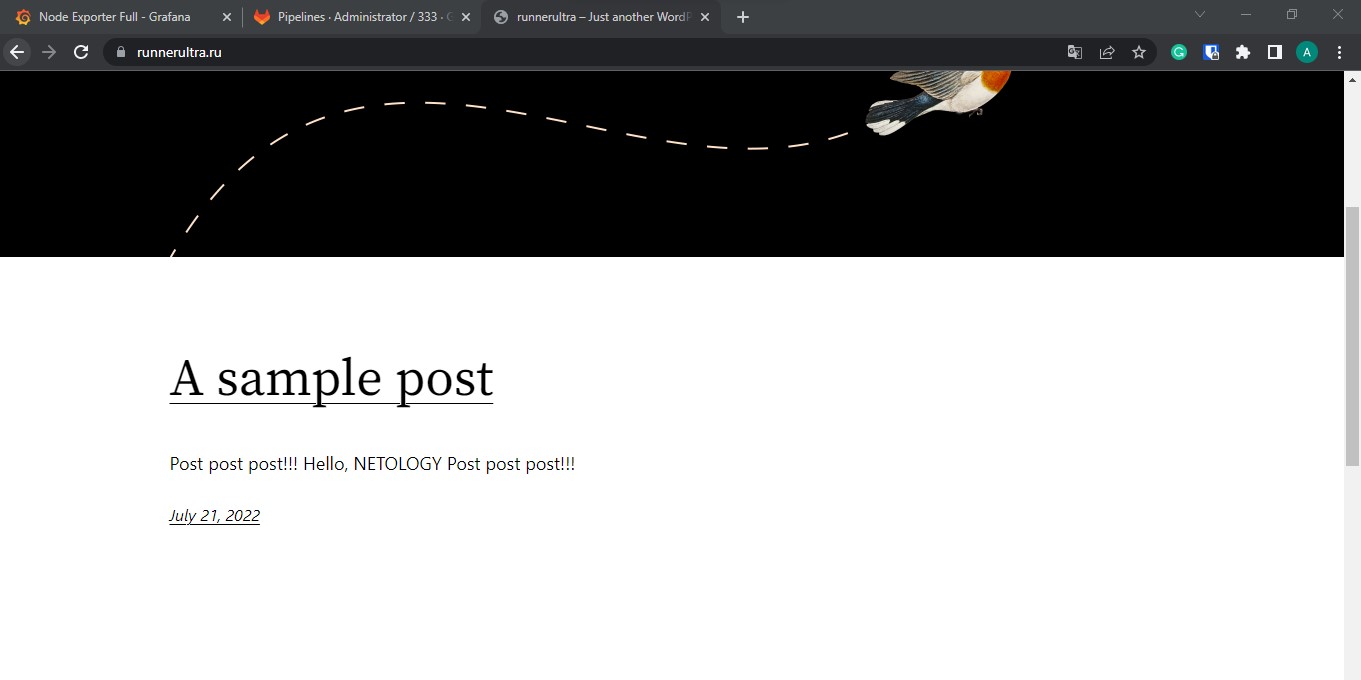 Node Exporter Full - Grafana
Pipelines · Administrator / 333 ·
runnerultra – Just another Word
runnerultra.ru
A
A sample post
Post post post!!! Hello, NETOLOGY Post post post!!!
July 21, 2022